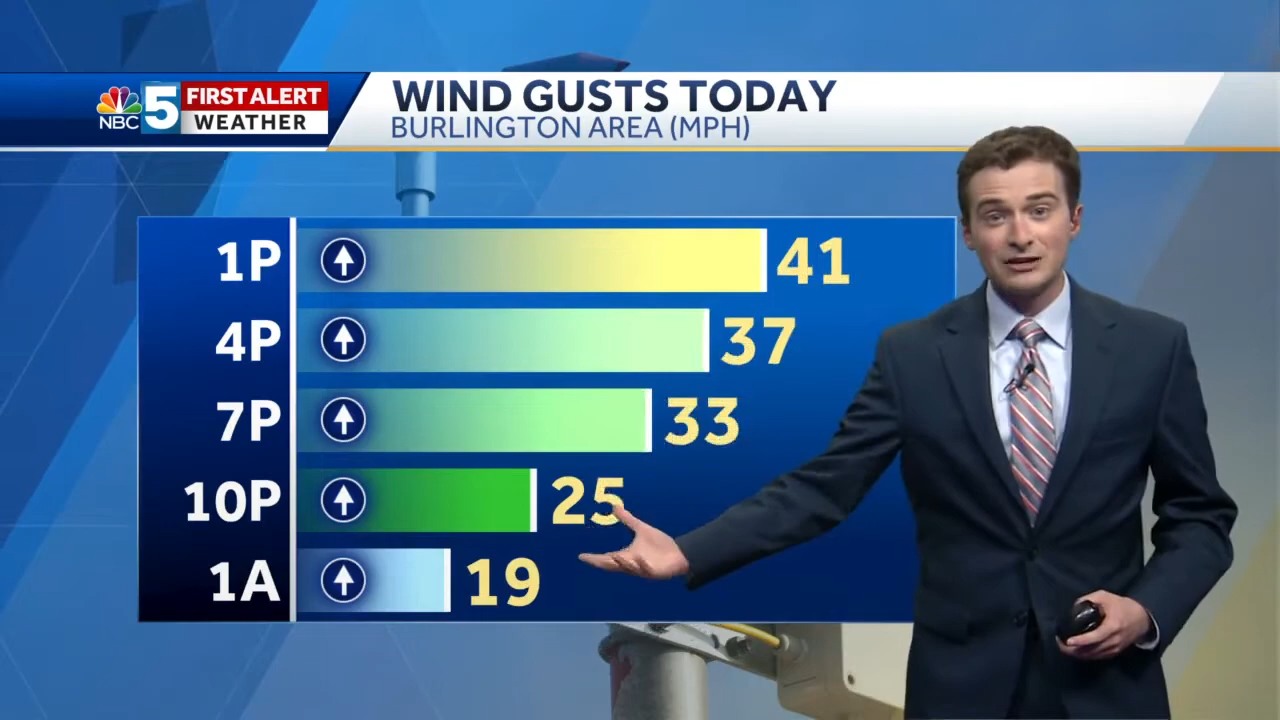 NBC 5 FIRST ALERT WEATHER
WIND GUSTS TODAY
BURLINGTON AREA (MPH)
1P 41
4P 37
7P 33
10P 25
1A 19